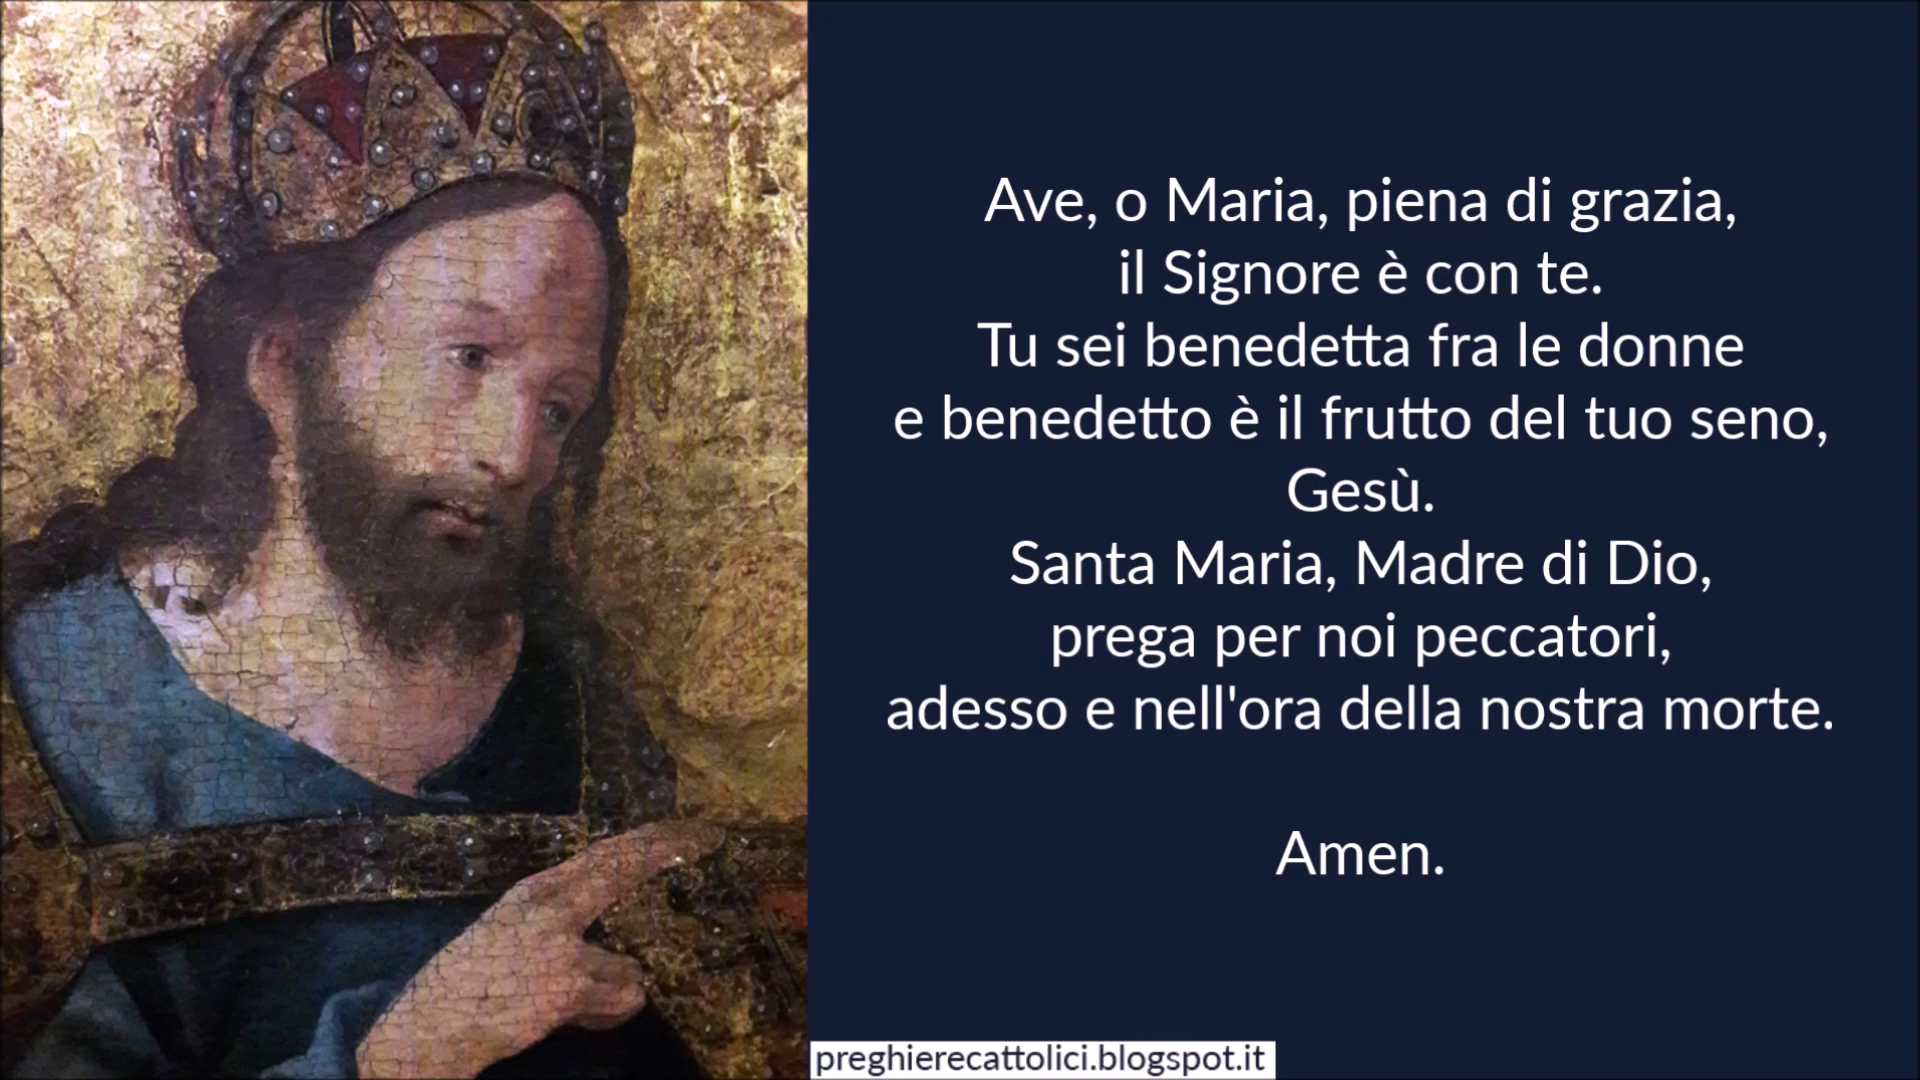 Ave, o Maria, piena di grazia,
il Signore è con te.
Tu sei benedetta fra le donne
e benedetto è il frutto del tuo seno,
Gesù.
Santa Maria, Madre di Dio,
prega per noi peccatori,
adesso e nell'ora della nostra morte.
Amen.
preghierecattolici.blogspot.it